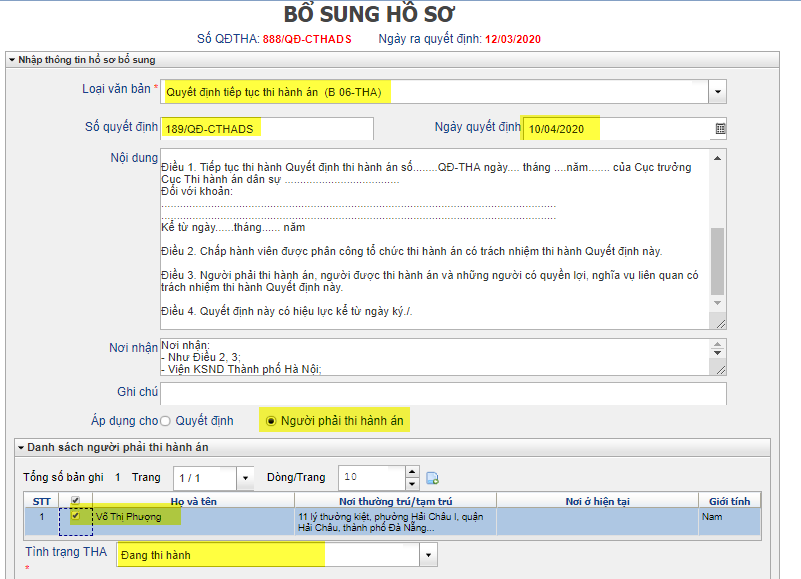 BỔ SUNG HỒ SƠ
Số QĐTHA: 888/QĐ-CTHADS Ngày ra quyết định: 12/03/2020
Nhập thông tin hồ sơ bổ sung
Loại văn bản * Quyết định tiếp tục thi hành án (B 06-THA)
Số quyết định 189/QĐ-CTHADS Ngày quyết định 10/04/2020
Nội dung
Điều 1. Tiếp tục thi hành Quyết định thi hành án số........QĐ-THA ngày.... tháng ....năm....... của Cục trưởng
Cục Thi hành án dân sự ......................................
Đối với khoản:
....................................................................................................................................
....................................................................................................................................
Kể từ ngày......tháng...... năm
Điều 2. Chấp hành viên được phân công tổ chức thi hành án có trách nhiệm thi hành Quyết định này.
Điều 3. Người phải thi hành án, người được thi hành án và những người có quyền lợi, nghĩa vụ liên quan có
trách nhiệm thi hành Quyết định này.
Điều 4. Quyết định này có hiệu lực kể từ ngày ký./.
Nơi nhận Nơi nhận:
- Như Điều 2, 3;
- Viện KSND Thành phố Hà Nội;
Ghi chú
Áp dụng cho Quyết định Người phải thi hành án
Danh sách người phải thi hành án
Tổng số bản ghi 1 Trang 1 / 1 Dòng/Trang 10
STT Họ và tên Nơi thường trú/tạm trú Nơi ở hiện tại Giới tính
1 Võ Thị Phượng 11 lý thường kiệt, phường Hải Châu I, quận Nam
Hải Châu, thành phố Đà Nẵng...
Tình trạng THA Đang thi hành
*